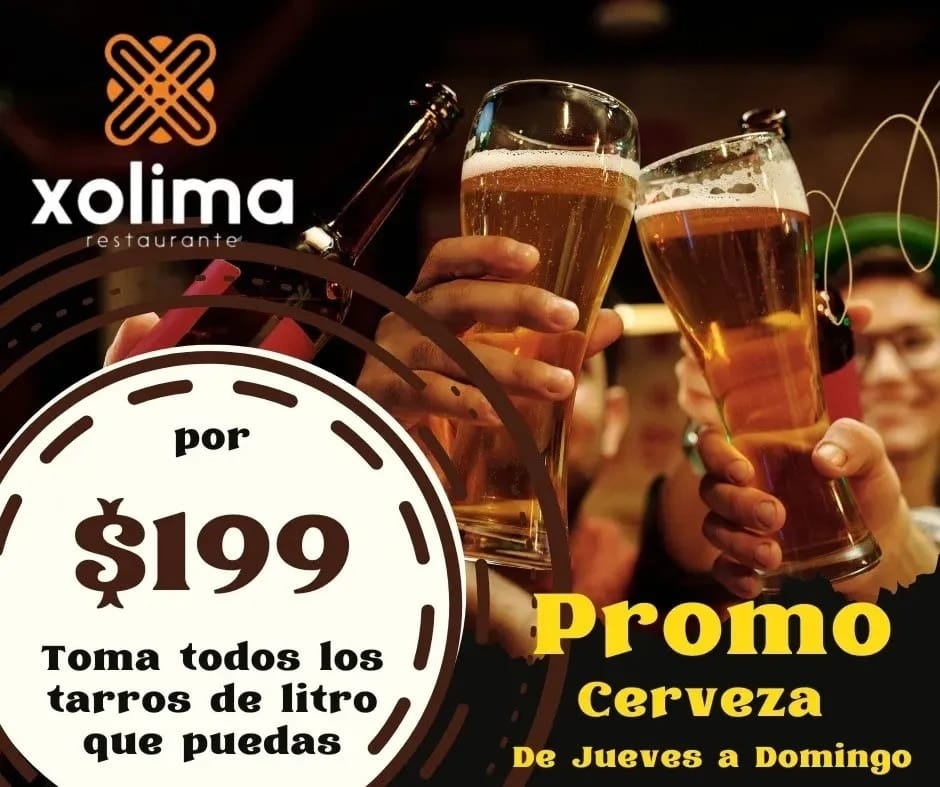 xolima
restaurante
por
$199
Toma todos los
tarros de litro
que puedas
Promo
Cerveza
De Jueves a Domingo